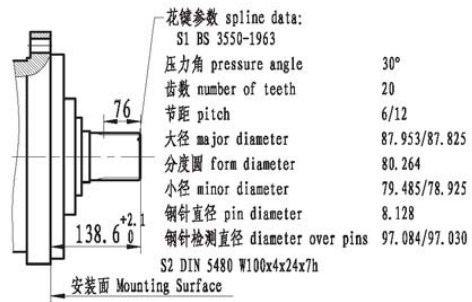 花键参数 spline data:
S1 BS 3550-1963
压力角 pressure angle 30°
齿数 number of teeth 20
节距 pitch 6/12
大径 major diameter 87.953/87.825
分度圆 form diameter 80.264
小径 minor diameter 79.485/78.925
钢针直径 pin diameter 8.128
钢针检测直径 diameter over pins 97.084/97.030
S2 DIN 5480 W100x4x24x7h
76
138.6 +2.1 0
安装面 Mounting Surface